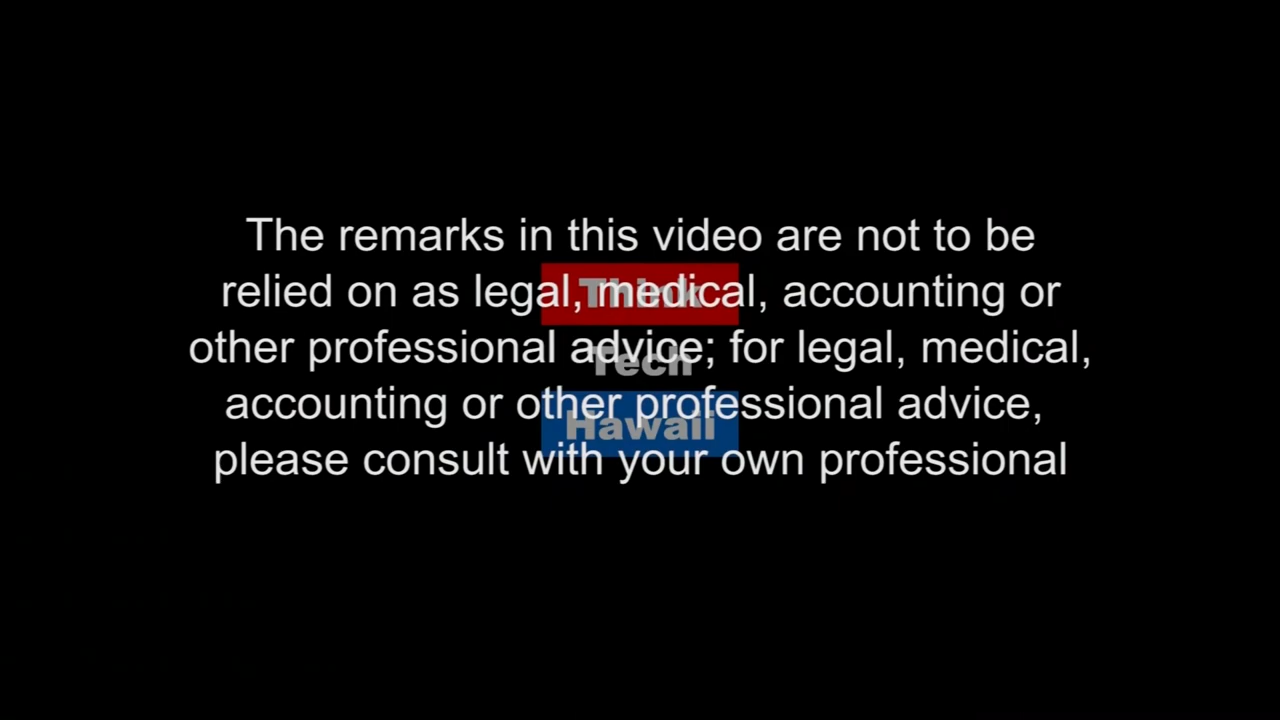 The remarks in this video are not to be
relied on as legal, medical, accounting or
other professional advice; for legal, medical,
accounting or other professional advice,
please consult with your own professional
Think
Tech
Hawaii